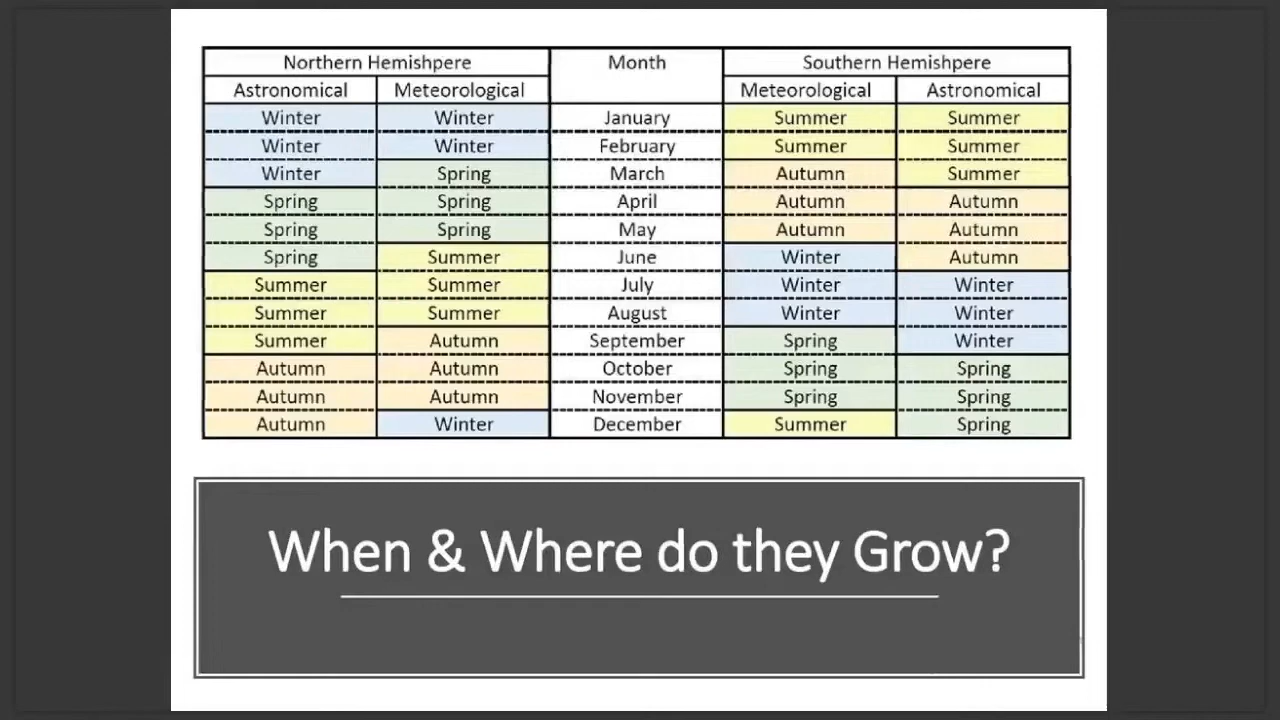 Northern Hemishpere Month Southern Hemishpere
Astronomical Meteorological Meteorological Astronomical
Winter Winter January Summer Summer
Winter Winter February Summer Summer
Winter Spring March Autumn Summer
Spring Spring April Autumn Autumn
Spring Spring May Autumn Autumn
Spring Summer June Winter Autumn
Summer Summer July Winter Winter
Summer Summer August Winter Winter
Summer Autumn September Spring Winter
Autumn Autumn October Spring Spring
Autumn Autumn November Spring Spring
Autumn Winter December Summer Spring
When & Where do they Grow?